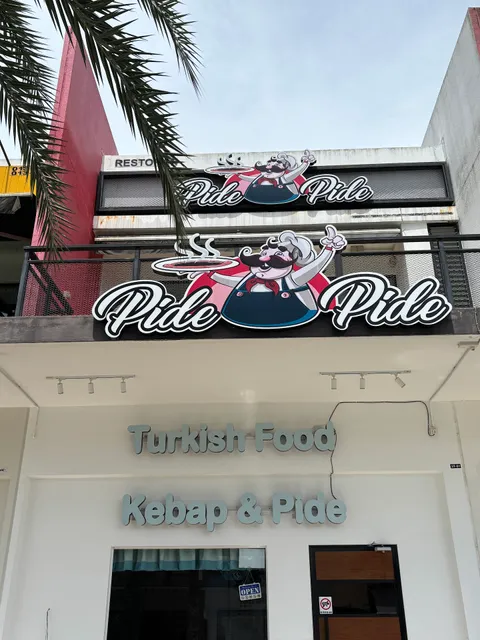 RESTO
Pide Pide
Pide Pide
Turkish Food
Kebap & Pide
OPEN